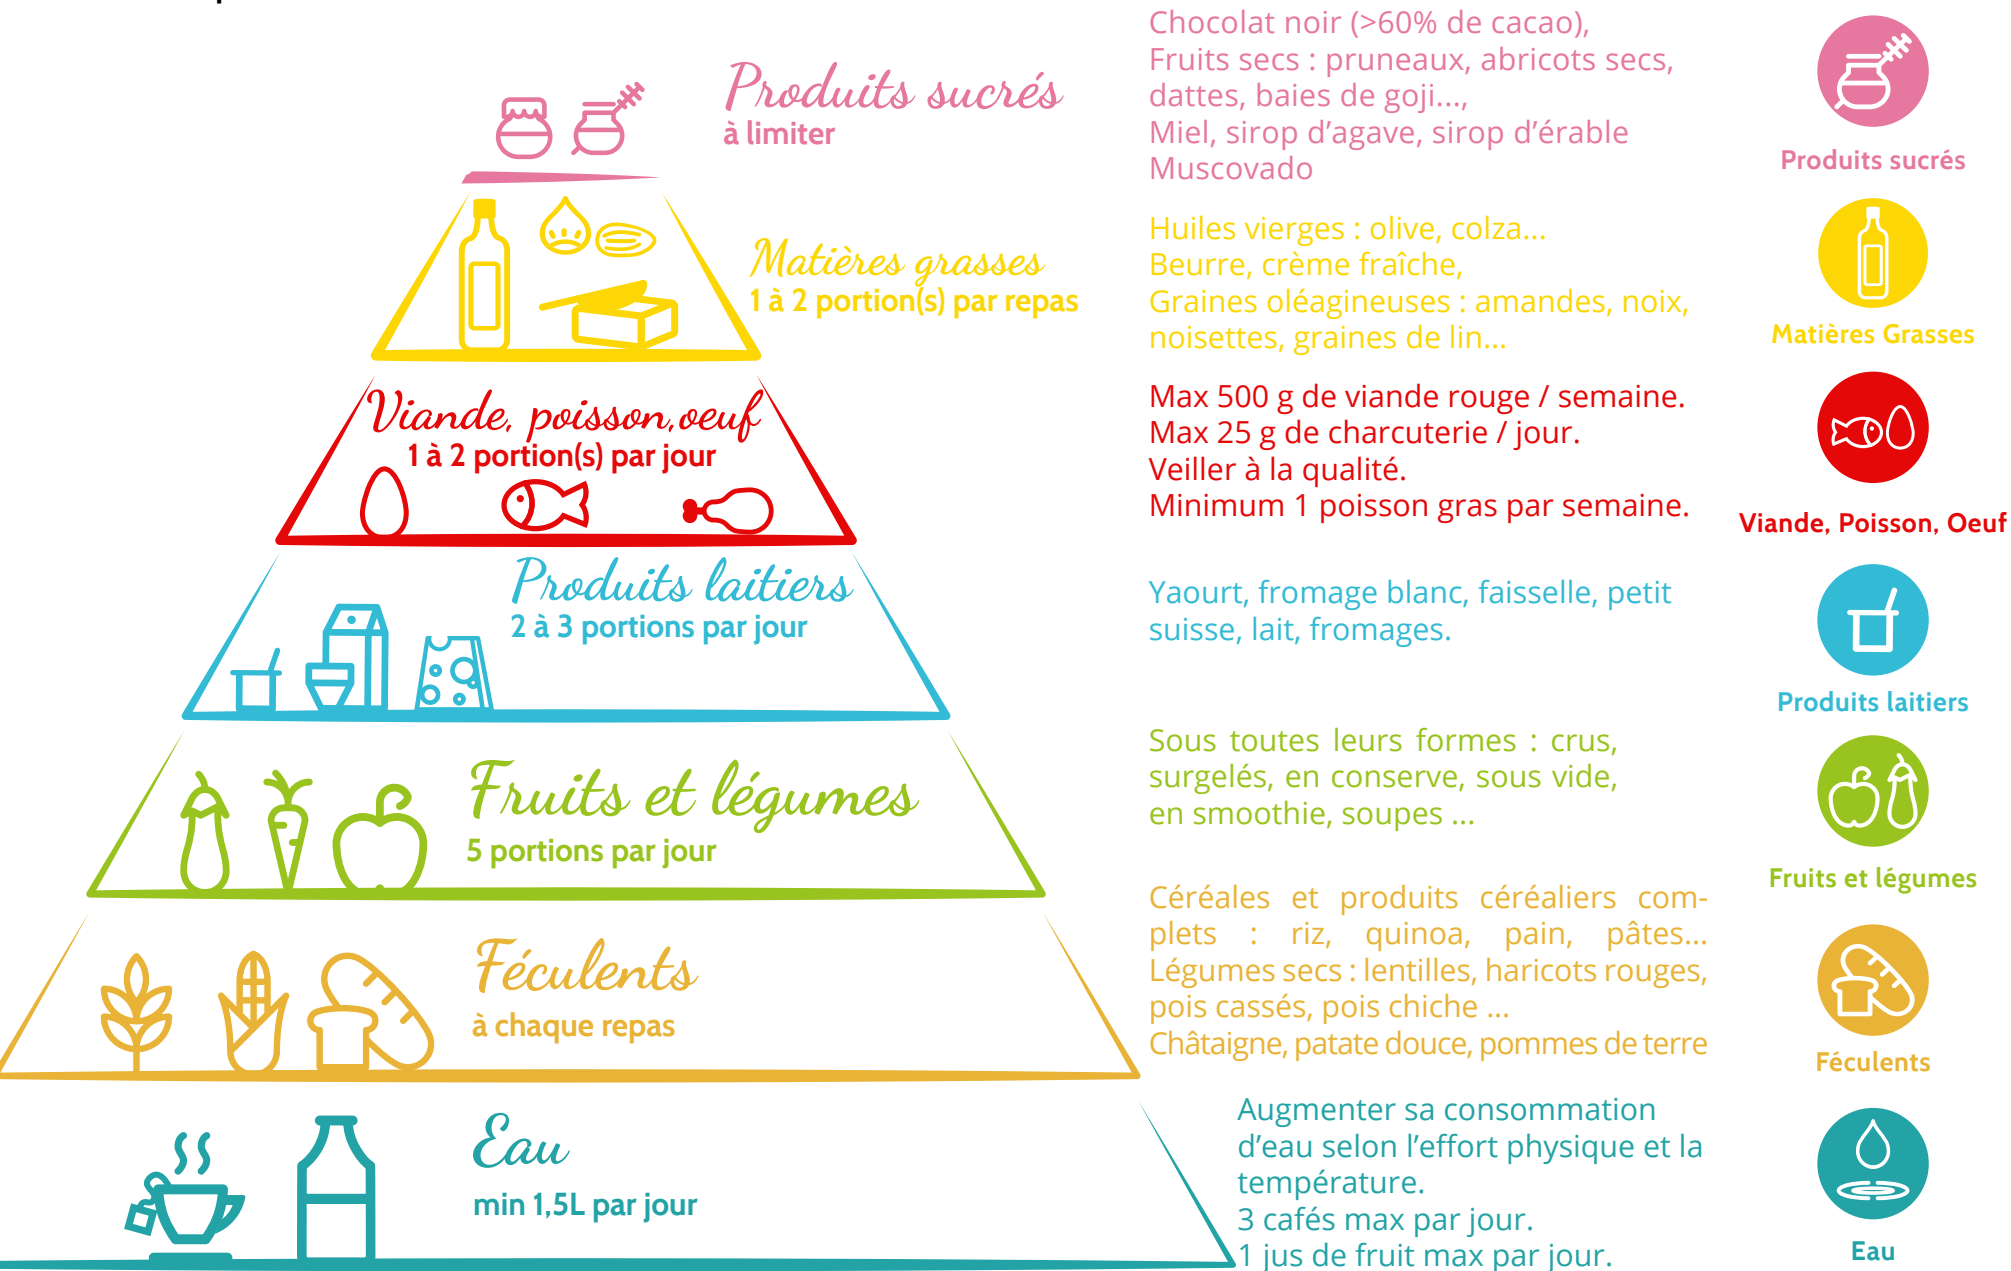 Produits sucrés
à limiter
Chocolat noir (>60% de cacao),
Fruits secs : pruneaux, abricots secs,
dattes, baies de goji...,
Miel, sirop d'agave, sirop d'érable
Muscovado
Produits sucrés
Matières grasses
1 à 2 portion(s) par repas
Huiles vierges : olive, colza...
Beurre, crème fraîche,
Graines oléagineuses : amandes, noix,
noisettes, graines de lin...
Matières Grasses
Viande, poisson,oeuf
1 à 2 portion(s) par jour
Max 500 g de viande rouge / semaine.
Max 25 g de charcuterie / jour.
Veiller à la qualité.
Minimum 1 poisson gras par semaine.
Viande, Poisson, Oeuf
Produits laitiers
2 à 3 portions par jour
Yaourt, fromage blanc, faisselle, petit
suisse, lait, fromages.
Produits laitiers
Fruits et légumes
5 portions par jour
Sous toutes leurs formes : crus,
surgelés, en conserve, sous vide,
en smoothie, soupes ...
Fruits et légumes
Féculents
à chaque repas
Céréales et produits céréaliers com-
plets : riz, quinoa, pain, pâtes...
Légumes secs : lentilles, haricots rouges,
pois cassés, pois chiche ...
Châtaigne, patate douce, pommes de terre
Féculents
Eau
min 1,5L par jour
Augmenter sa consommation
d'eau selon l'effort physique et la
température.
3 cafés max par jour.
1 jus de fruit max par jour.
Eau